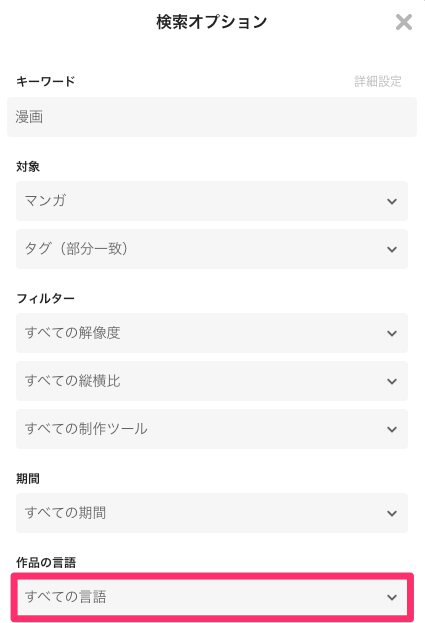 検索オプション
キーワード 詳細設定
漫画
対象
マンガ
タグ（部分一致）
フィルター
すべての解像度
すべての縦横比
すべての制作ツール
期間
すべての期間
作品の言語
すべての言語